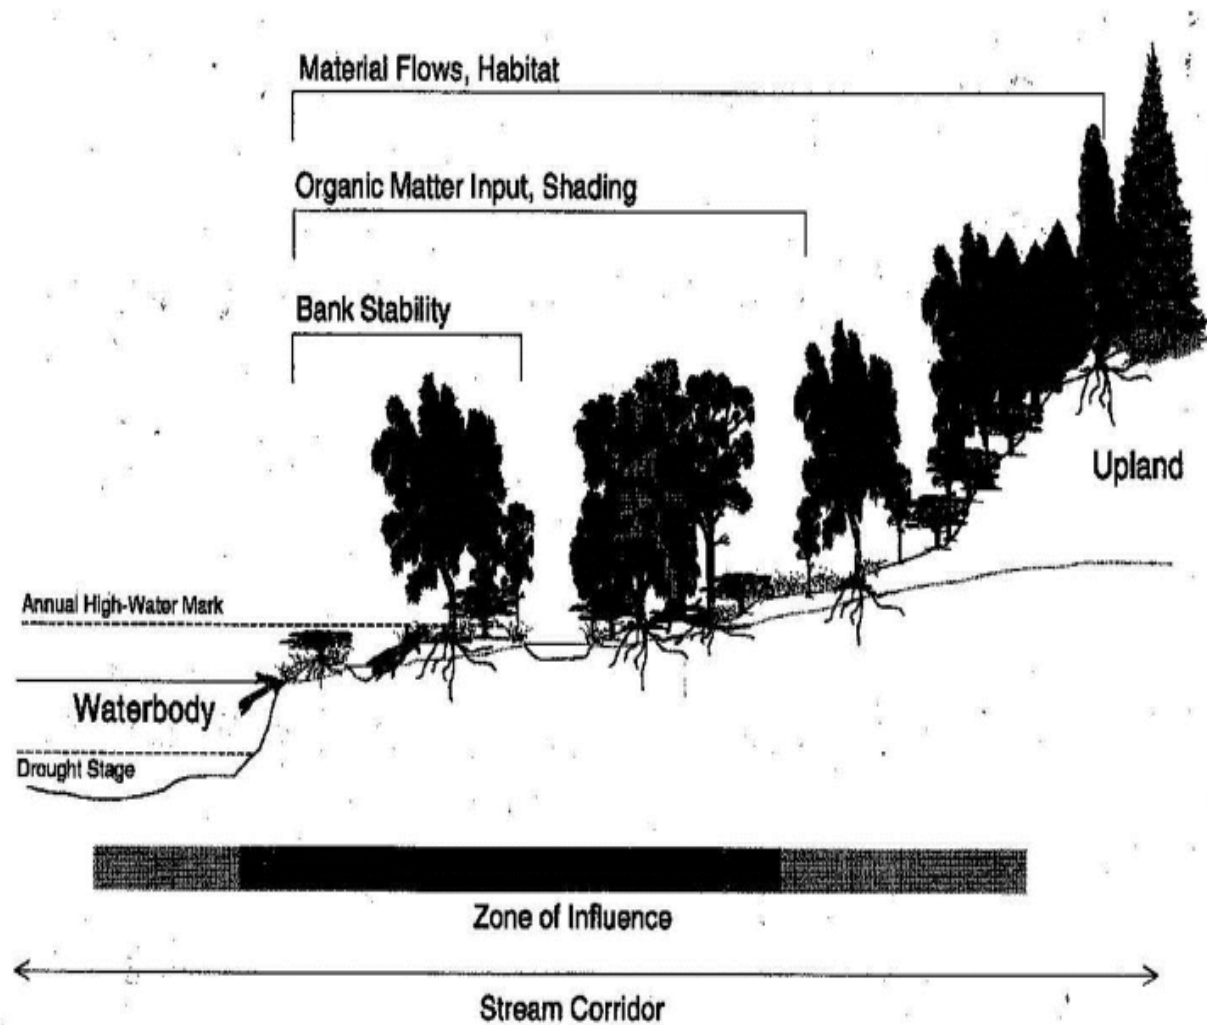 Material Flows, Habitat
Organic Matter Input, Shading
Bank Stability
Upland
Annual High-Water Mark
Waterbody
Drought Stage
Zone of Influence
Stream Corridor